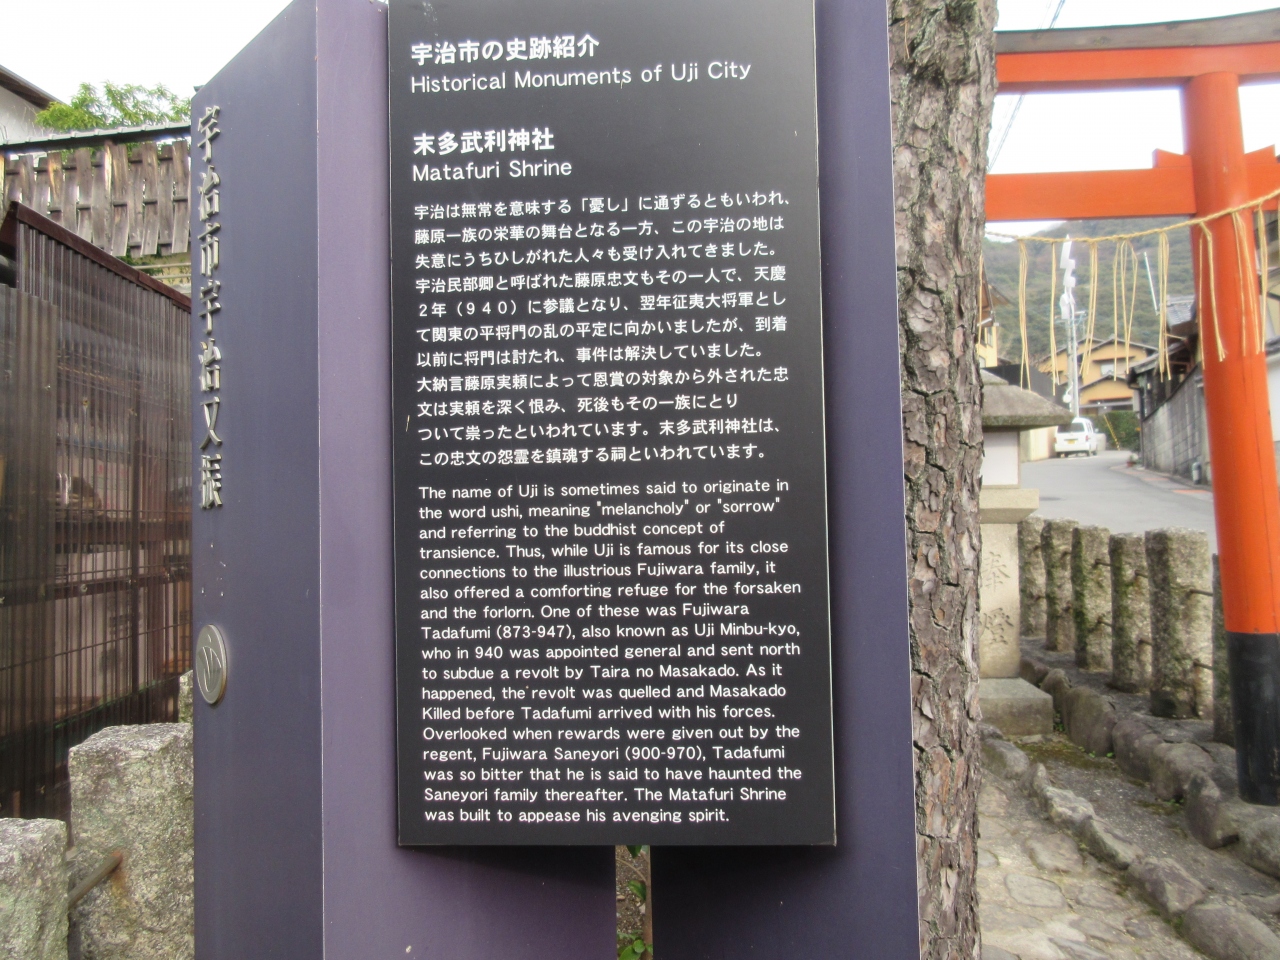 宇治市の史跡紹介
Historical Monuments of Uji City
末多武利神社
Matafuri Shrine
宇治は無常を意味する「憂し」に通ずるともいわれ、
藤原一族の栄華の舞台となる一方、この宇治の地は
失意にうちひしがれた人々も受け入れてきました。
宇治民部卿と呼ばれた藤原忠文もその一人で、天慶
2年（940）に参議となり、翌年征夷大将軍とし
て関東の平将門の乱の平定に向かいましたが、到着
以前に将門は討たれ、事件は解決していました。
大納言藤原実頼によって恩賞の対象から外された忠
文は実頼を深く恨み、死後もその一族にとり
ついて祟ったといわれています。末多武利神社は、
この忠文の怨霊を鎮魂する祠といわれています。
The name of Uji is sometimes said to originate in
the word ushi, meaning "melancholy" or "sorrow"
and referring to the buddhist concept of
transience. Thus, while Uji is famous for its close
connections to the illustrious Fujiwara family, it
also offered a comforting refuge for the forsaken
and the forlorn. One of these was Fujiwara
Tadafumi (873-947), also known as Uji Minbu-kyo,
who in 940 was appointed general and sent north
to subdue a revolt by Taira no Masakado. As it
happened, the revolt was quelled and Masakado
Killed before Tadafumi arrived with his forces.
Overlooked when rewards were given out by the
regent, Fujiwara Saneyori (900-970), Tadafumi
was so bitter that he is said to have haunted the
Saneyori family thereafter. The Matafuri Shrine
was built to appease his avenging spirit.
宇治市宇治又振